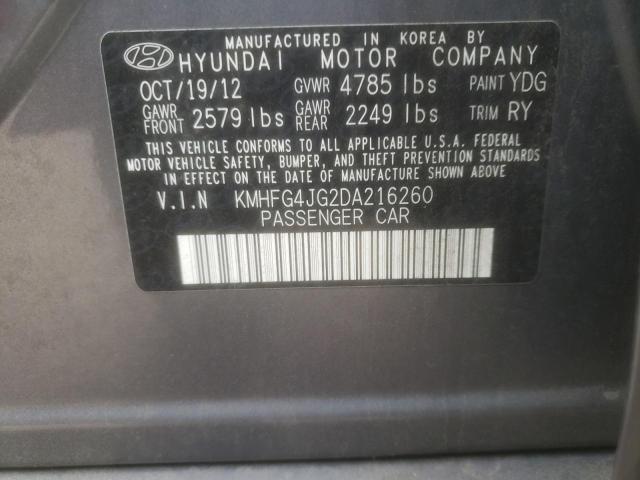 MANUFACTURED IN KOREA BY
HYUNDAI MOTOR COMPANY
OCT/19/12 GVWR 4785 lbs PAINT YDG
GAWR FRONT 2579 lbs GAWR REAR 2249 lbs TRIM RY
THIS VEHICLE CONFORMS TO ALL APPLICABLE U.S.A. FEDERAL
MOTOR VEHICLE SAFETY, BUMPER, AND THEFT PREVENTION STANDARDS
IN EFFECT ON THE DATE OF MANUFACTURE SHOWN ABOVE.
V.I.N KMHFG4JG2DA216260
PASSENGER CAR